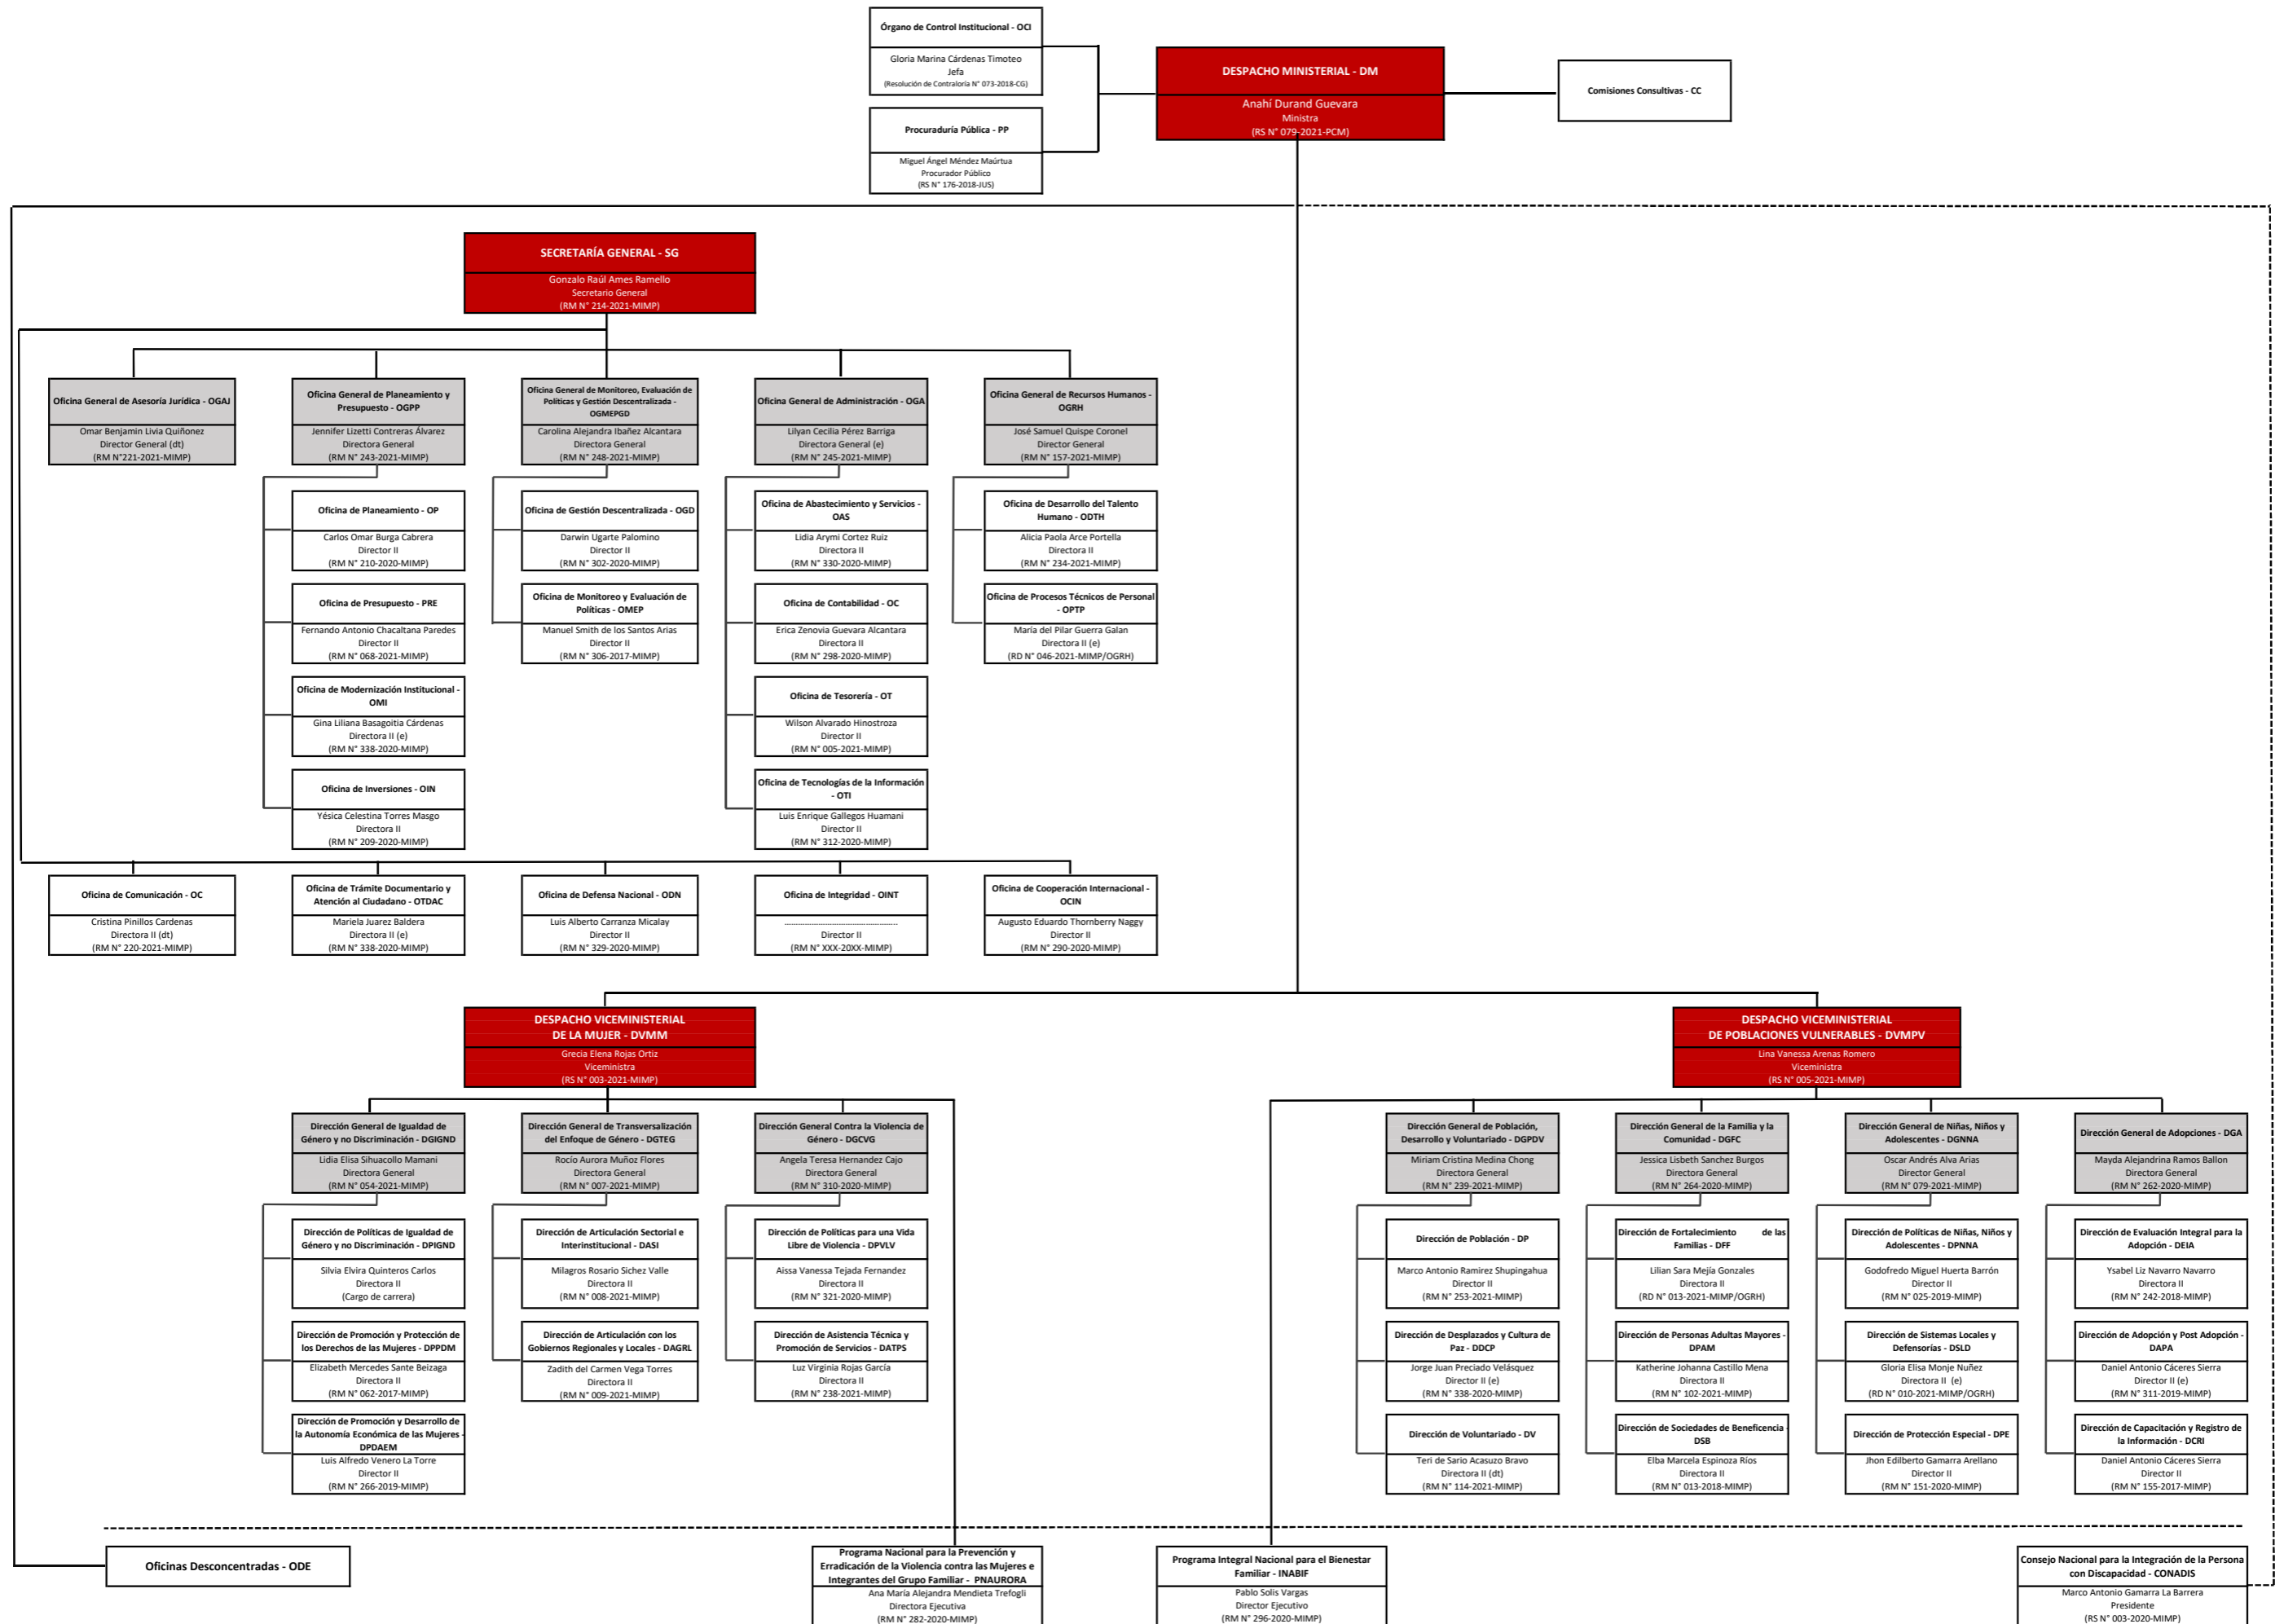 Órgano de Control Institucional - OCI
Gloria Marina Cárdenas Timoteo
Jefa
(Resolución de Contraloría N° 073-2018-CG)
DESPACHO MINISTERIAL - DM
Anahí Durand Guevara
Ministra
(RS N° 079-2021-PCM)
Comisiones Consultivas - CC
Procuraduría Pública - PP
Miguel Ángel Méndez Maúrtua
Procurador Público
(RS N° 176-2018-JUS)
SECRETARÍA GENERAL - SG
Gonzalo Raúl Ames Ramello
Secretario General
(RM N° 214-2021-MIMP)
Oficina General de Asesoría Jurídica - OGAJ
Omar Benjamin Livia Quiñonez
Director General (dt)
(RM N°221-2021-MIMP)
Oficina General de Planeamiento y
Presupuesto - OGPP
Jennifer Lizetti Contreras Álvarez
Directora General
(RM N° 243-2021-MIMP)
Oficina General de Monitoreo, Evaluación de
Políticas y Gestión Descentralizada -
OGMEPGD
Carolina Alejandra Ibañez Alcantara
Directora General
(RM N° 248-2021-MIMP)
Oficina General de Administración - OGA
Lilyan Cecilia Pérez Barriga
Directora General (e)
(RM N° 245-2021-MIMP)
Oficina General de Recursos Humanos -
OGRH
José Samuel Quispe Coronel
Director General
(RM N° 157-2021-MIMP)
Oficina de Planeamiento - OP
Carlos Omar Burga Cabrera
Director II
(RM N° 210-2020-MIMP)
Oficina de Gestión Descentralizada - OGD
Darwin Ugarte Palomino
Director II
(RM N° 302-2020-MIMP)
Oficina de Abastecimiento y Servicios -
OAS
Lidia Arymi Cortez Ruiz
Directora II
(RM N° 330-2020-MIMP)
Oficina de Desarrollo del Talento
Humano - ODTH
Alicia Paola Arce Portella
Directora II
(RM N° 234-2021-MIMP)
Oficina de Presupuesto - PRE
Fernando Antonio Chacaltana Paredes
Director II
(RM N° 068-2021-MIMP)
Oficina de Monitoreo y Evaluación de
Políticas - OMEP
Manuel Smith de los Santos Arias
Director II
(RM N° 306-2017-MIMP)
Oficina de Contabilidad - OC
Erica Zenovia Guevara Alcantara
Directora II
(RM N° 298-2020-MIMP)
Oficina de Procesos Técnicos de Personal
- OPTP
María del Pilar Guerra Galan
Directora II (e)
(RD N° 046-2021-MIMP/OGRH)
Oficina de Modernización Institucional -
OMI
Gina Liliana Basagoitia Cárdenas
Directora II (e)
(RM N° 338-2020-MIMP)
Oficina de Tesorería - OT
Wilson Alvarado Hinostroza
Director II
(RM N° 005-2021-MIMP)
Oficina de Inversiones - OIN
Yésica Celestina Torres Masgo
Directora II
(RM N° 209-2020-MIMP)
Oficina de Tecnologías de la Información
- OTI
Luis Enrique Gallegos Huamani
Director II
(RM N° 312-2020-MIMP)
Oficina de Comunicación - OC
Cristina Pinillos Cardenas
Directora II (dt)
(RM N° 220-2021-MIMP)
Oficina de Trámite Documentario y
Atención al Ciudadano - OTDAC
Mariela Juarez Baldera
Directora II (e)
(RM N° 338-2020-MIMP)
Oficina de Defensa Nacional - ODN
Luis Alberto Carranza Micalay
Director II
(RM N° 329-2020-MIMP)
Oficina de Integridad - OINT
..........................................
Director II
(RM N° XXX-20XX-MIMP)
Oficina de Cooperación Internacional -
OCIN
Augusto Eduardo Thornberry Naggy
Director II
(RM N° 290-2020-MIMP)
DESPACHO VICEMINISTERIAL
DE LA MUJER - DVMM
Grecia Elena Rojas Ortiz
Viceministra
(RS N° 003-2021-MIMP)
DESPACHO VICEMINISTERIAL
DE POBLACIONES VULNERABLES - DVMPV
Lina Vanessa Arenas Romero
Viceministra
(RS N° 005-2021-MIMP)
Dirección General de Igualdad de
Género y no Discriminación - DGIGND
Lidia Elisa Sihuacollo Mamani
Directora General
(RM N° 054-2021-MIMP)
Dirección General de Transversalización
del Enfoque de Género - DGTEG
Rocío Aurora Muñoz Flores
Directora General
(RM N° 007-2021-MIMP)
Dirección General Contra la Violencia de
Género - DGCVG
Angela Teresa Hernandez Cajo
Directora General
(RM N° 310-2020-MIMP)
Dirección General de Población,
Desarrollo y Voluntariado - DGPDV
Miriam Cristina Medina Chong
Directora General
(RM N° 239-2021-MIMP)
Dirección General de la Familia y la
Comunidad - DGFC
Jessica Lisbeth Sanchez Burgos
Directora General
(RM N° 264-2020-MIMP)
Dirección General de Niñas, Niños y
Adolescentes - DGNNA
Oscar Andrés Alva Arias
Director General
(RM N° 079-2021-MIMP)
Dirección General de Adopciones - DGA
Mayda Alejandrina Ramos Ballon
Directora General
(RM N° 262-2020-MIMP)
Dirección de Políticas de Igualdad de
Género y no Discriminación - DPIGND
Silvia Elvira Quinteros Carlos
Directora II
(Cargo de carrera)
Dirección de Articulación Sectorial e
Interinstitucional - DASI
Milagros Rosario Sichez Valle
Directora II
(RM N° 008-2021-MIMP)
Dirección de Políticas para una Vida
Libre de Violencia - DPVLV
Aissa Vanessa Tejada Fernandez
Directora II
(RM N° 321-2020-MIMP)
Dirección de Población - DP
Marco Antonio Ramirez Shupingahua
Director II
(RM N° 253-2021-MIMP)
Dirección de Fortalecimiento de las
Familias - DFF
Lilian Sara Mejía Gonzales
Directora II
(RD N° 013-2021-MIMP/OGRH)
Dirección de Políticas de Niñas, Niños y
Adolescentes - DPNNA
Godofredo Miguel Huerta Barrón
Director II
(RM N° 025-2019-MIMP)
Dirección de Evaluación Integral para la
Adopción - DEIA
Ysabel Liz Navarro Navarro
Directora II
(RM N° 242-2018-MIMP)
Dirección de Promoción y Protección de
los Derechos de las Mujeres - DPPDM
Elizabeth Mercedes Sante Beizaga
Directora II
(RM N° 062-2017-MIMP)
Dirección de Articulación con los
Gobiernos Regionales y Locales - DAGRL
Zadith del Carmen Vega Torres
Directora II
(RM N° 009-2021-MIMP)
Dirección de Asistencia Técnica y
Promoción de Servicios - DATPS
Luz Virginia Rojas García
Directora II
(RM N° 238-2021-MIMP)
Dirección de Desplazados y Cultura de
Paz - DDCP
Jorge Juan Preciado Velásquez
Director II (e)
(RM N° 338-2020-MIMP)
Dirección de Personas Adultas Mayores -
DPAM
Katherine Johanna Castillo Mena
Directora II
(RM N° 102-2021-MIMP)
Dirección de Sistemas Locales y
Defensorías - DSLD
Gloria Elisa Monje Nuñez
Directora II (e)
(RD N° 010-2021-MIMP/OGRH)
Dirección de Adopción y Post Adopción -
DAPA
Daniel Antonio Cáceres Sierra
Director II (e)
(RM N° 311-2019-MIMP)
Dirección de Promoción y Desarrollo de
la Autonomía Económica de las Mujeres -
DPDAEM
Luis Alfredo Venero La Torre
Director II
(RM N° 266-2019-MIMP)
Dirección de Voluntariado - DV
Teri de Sario Acasuzo Bravo
Directora II (dt)
(RM N° 114-2021-MIMP)
Dirección de Sociedades de Beneficencia -
DSB
Elba Marcela Espinoza Ríos
Directora II
(RM N° 013-2018-MIMP)
Dirección de Protección Especial - DPE
Jhon Edilberto Gamarra Arellano
Director II
(RM N° 151-2020-MIMP)
Dirección de Capacitación y Registro de
la Información - DCRI
Daniel Antonio Cáceres Sierra
Director II
(RM N° 155-2017-MIMP)
Oficinas Desconcentradas - ODE
Programa Nacional para la Prevención y
Erradicación de la Violencia contra las Mujeres e
Integrantes del Grupo Familiar - PNAURORA
Ana María Alejandra Mendieta Trefogli
Directora Ejecutiva
(RM N° 282-2020-MIMP)
Programa Integral Nacional para el Bienestar
Familiar - INABIF
Pablo Solis Vargas
Director Ejecutivo
(RM N° 296-2020-MIMP)
Consejo Nacional para la Integración de la Persona
con Discapacidad - CONADIS
Marco Antonio Gamarra La Barrera
Presidente
(RS N° 003-2020-MIMP)